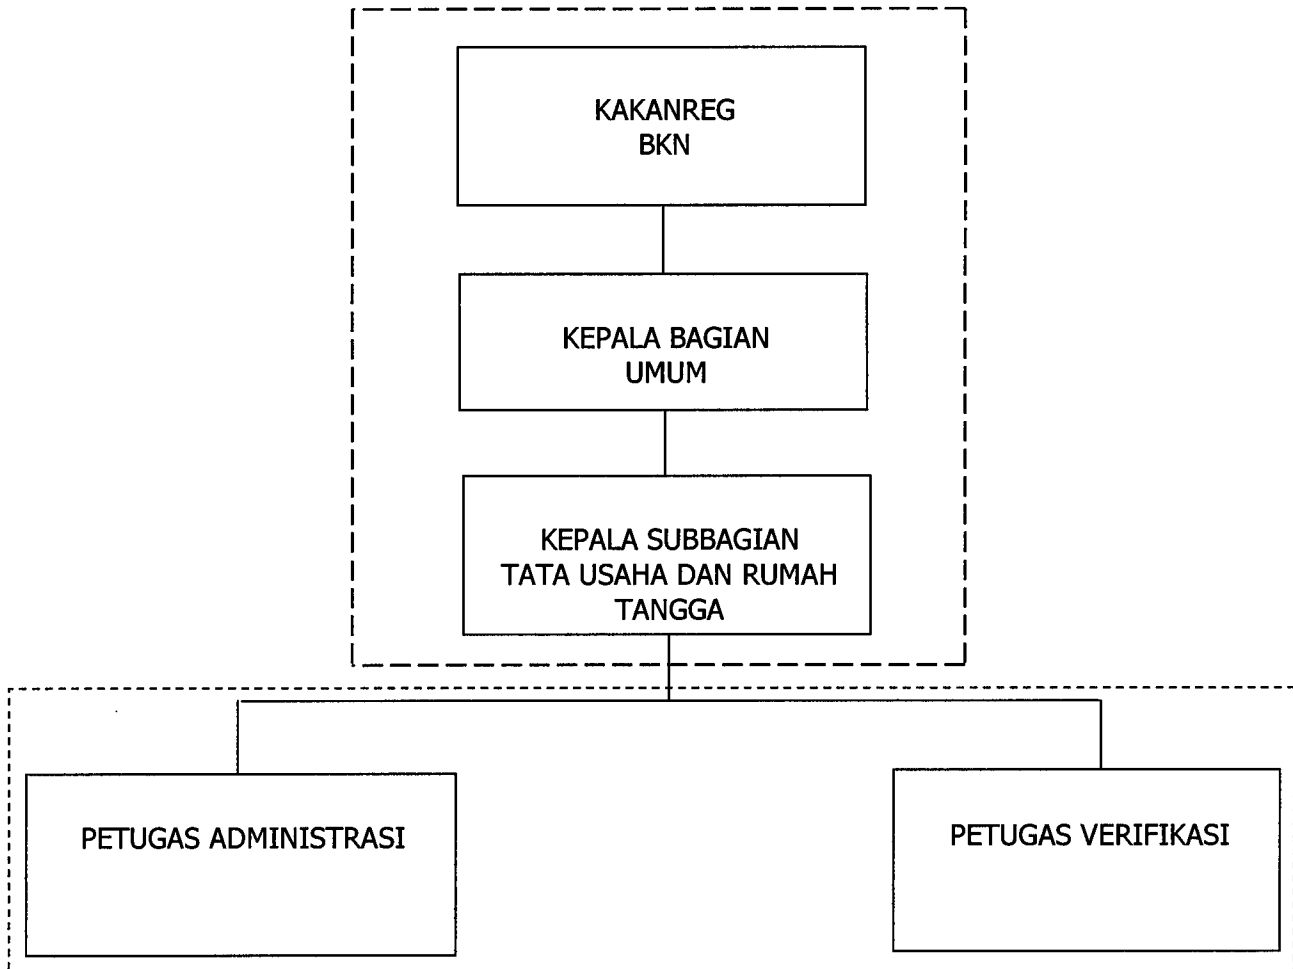 KAKANREG
BKN
KEPALA BAGIAN
UMUM
KEPALA SUBBAGIAN
TATA USAHA DAN RUMAH
TANGGA
PETUGAS ADMINISTRASI
PETUGAS VERIFIKASI